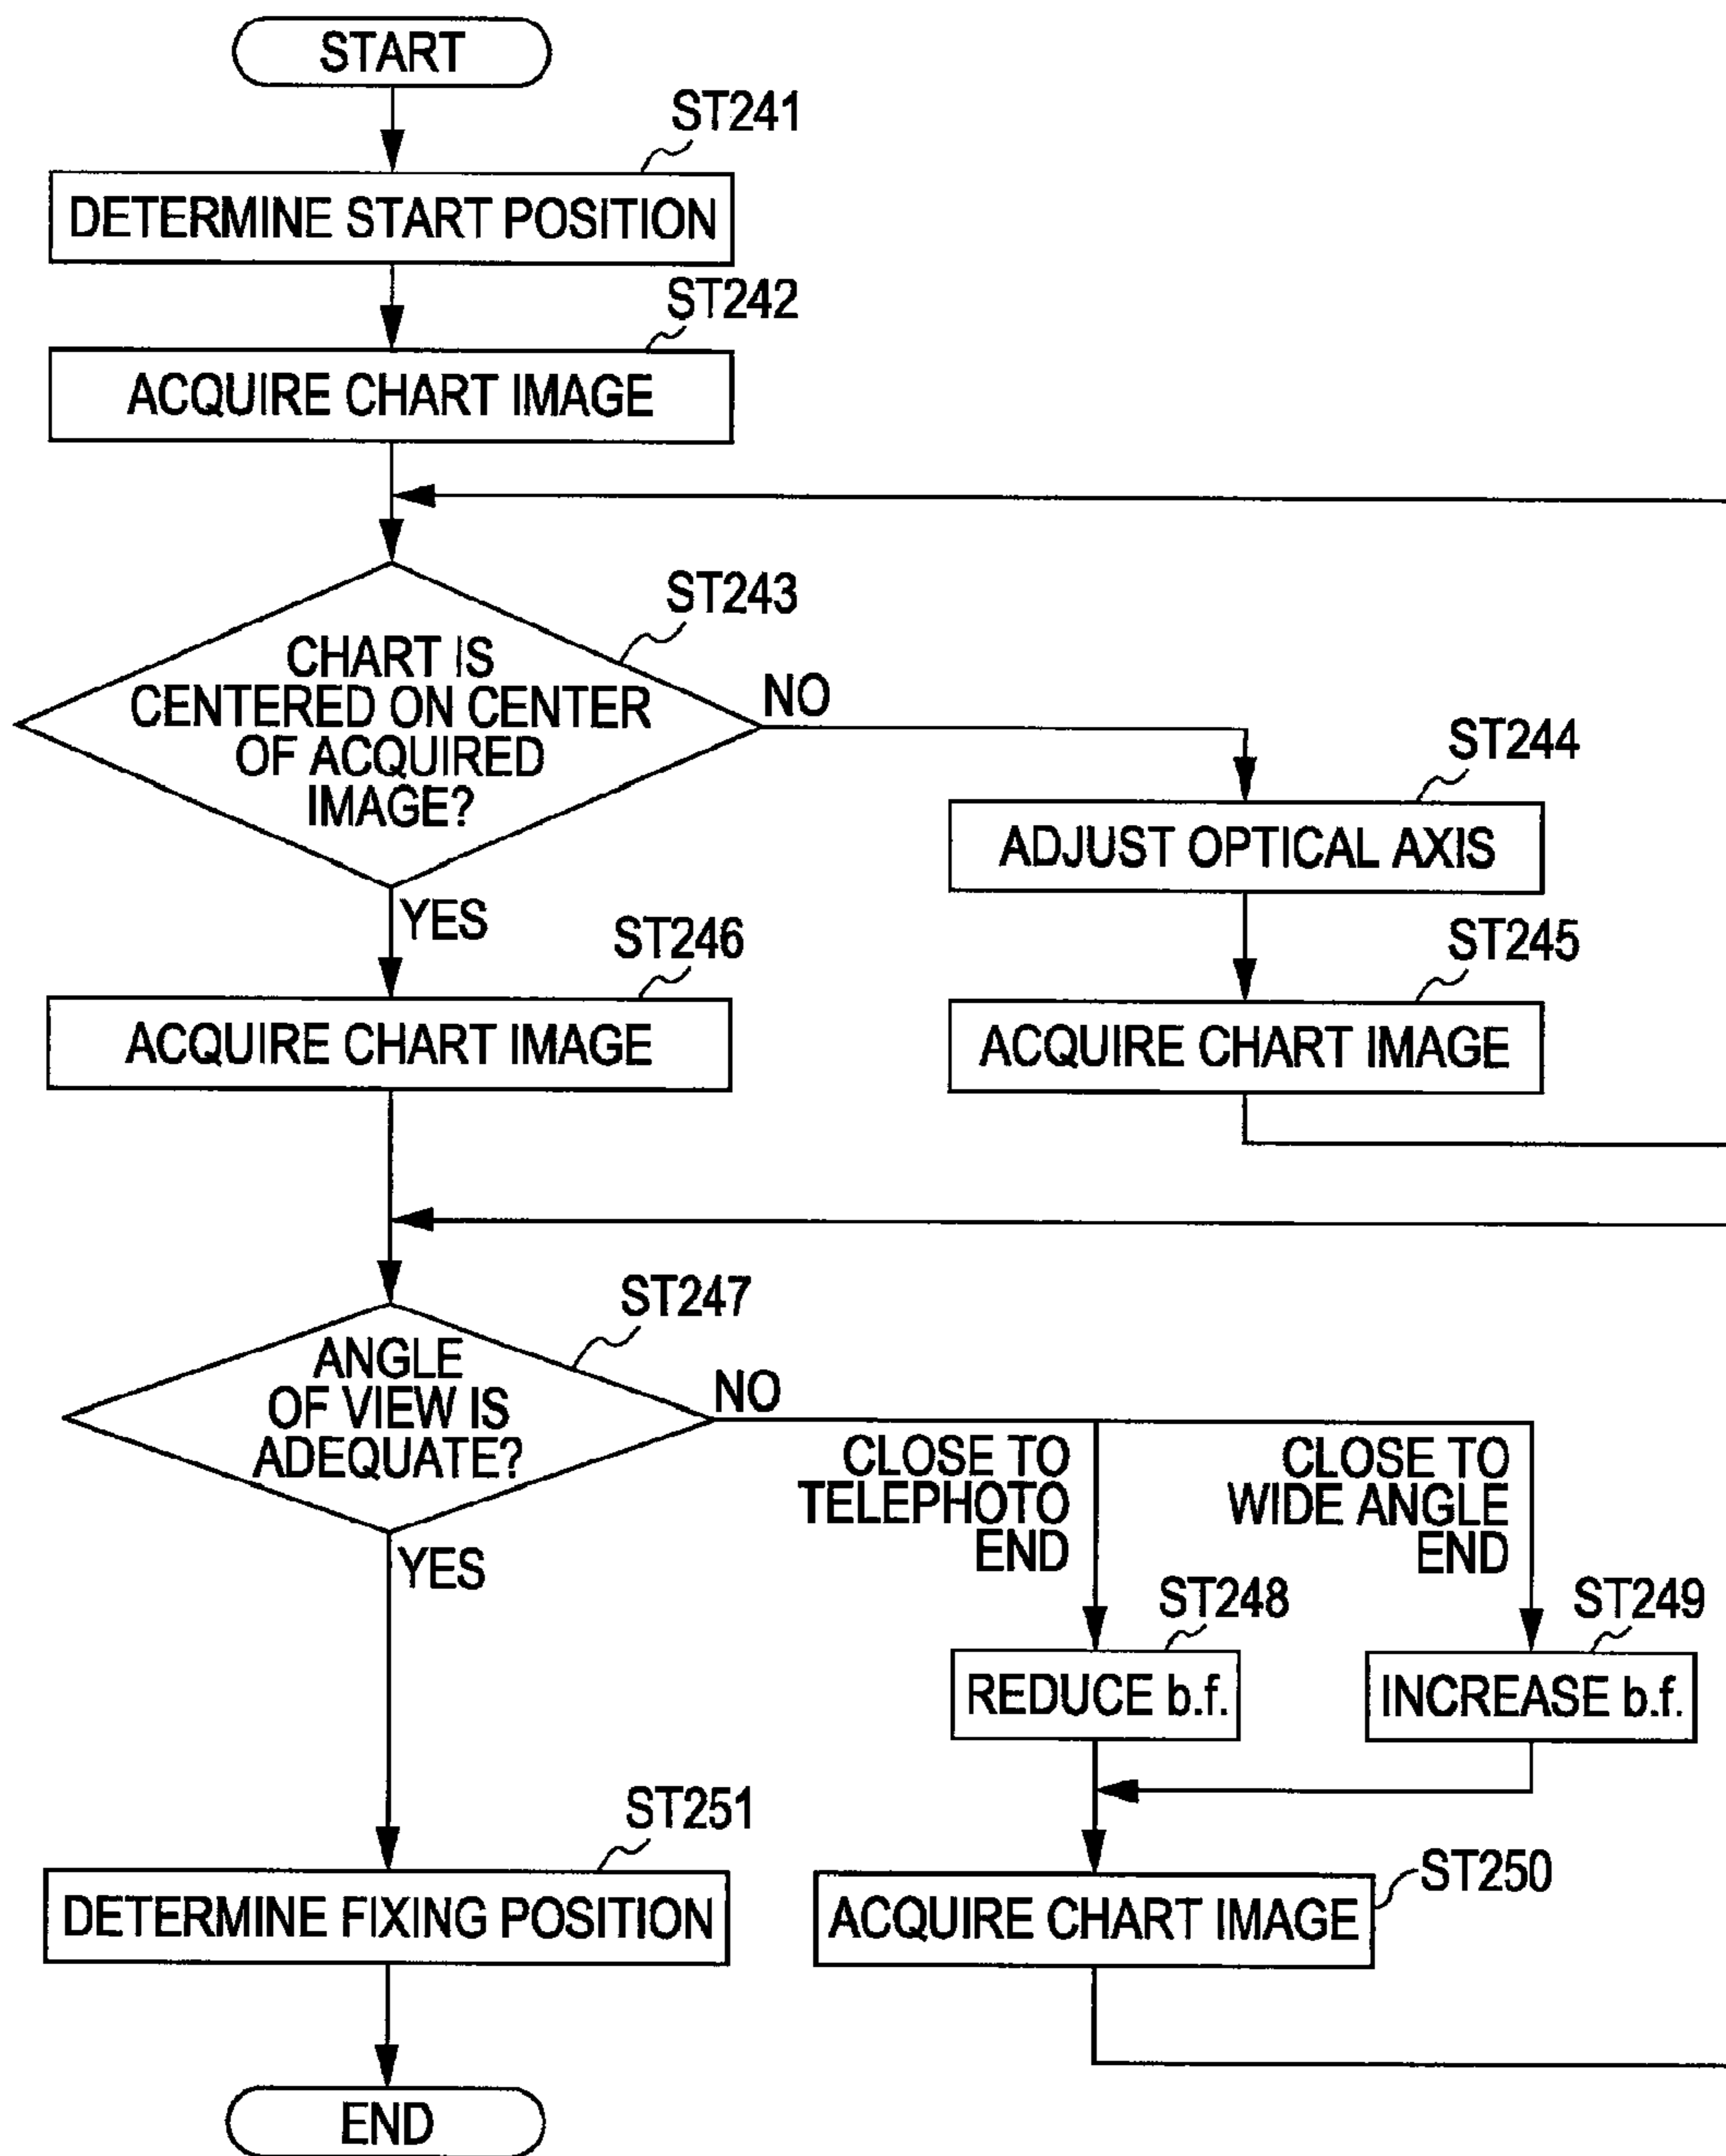 START
ST241
DETERMINE START POSITION
ST242
ACQUIRE CHART IMAGE
ST243
CHART IS
CENTERED ON CENTER
OF ACQUIRED
IMAGE?
NO
YES
ST244
ADJUST OPTICAL AXIS
ST245
ACQUIRE CHART IMAGE
ST246
ACQUIRE CHART IMAGE
ST247
ANGLE
OF VIEW IS
ADEQUATE?
NO
YES
CLOSE TO
TELEPHOTO
END
CLOSE TO
WIDE ANGLE
END
ST248
REDUCE b.f.
ST249
INCREASE b.f.
ST250
ACQUIRE CHART IMAGE
ST251
DETERMINE FIXING POSITION
END